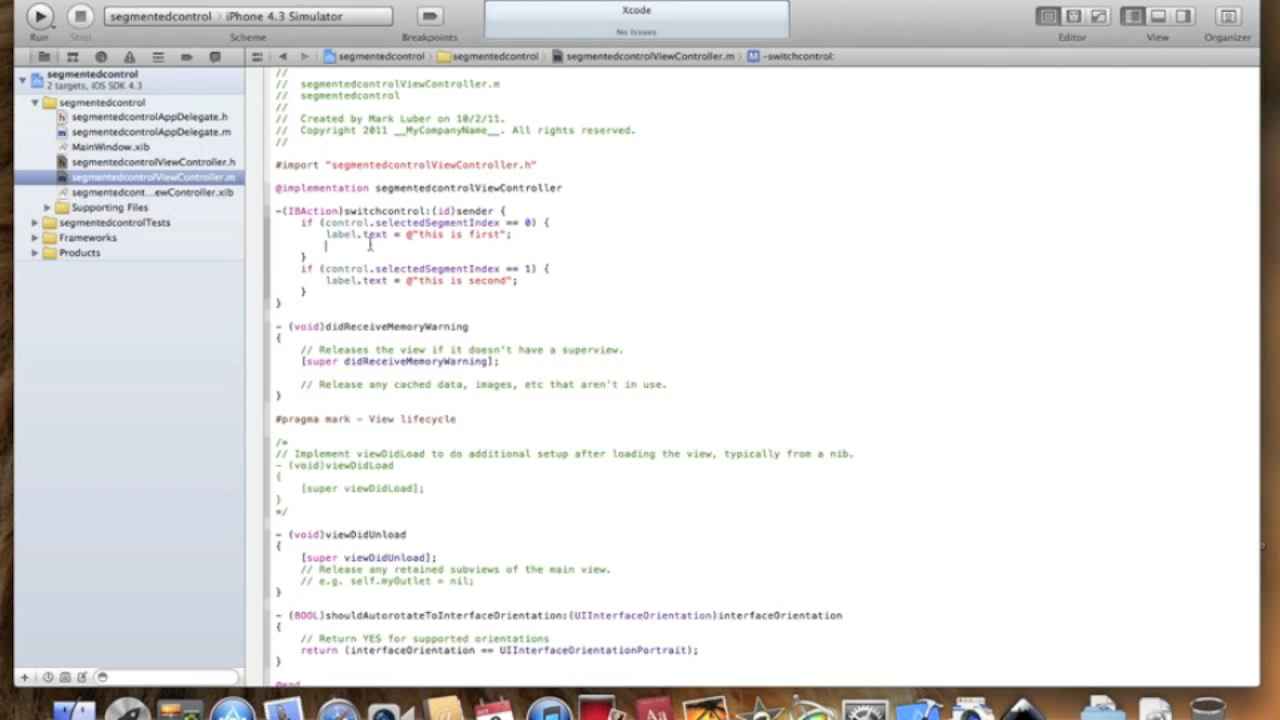 segmentedcontrol › iPhone 4.3 Simulator
Xcode
No Issues
Run
Stop
Scheme
Breakpoints
Editor
View
Organizer
segmentedcontrol › segmentedcontrol › segmentedcontrolViewController.m › M -switchcontrol:
segmentedcontrol
2 targets, iOS SDK 4.3
segmentedcontrol
segmentedcontrolAppDelegate.h
segmentedcontrolAppDelegate.m
MainWindow.xib
segmentedcontrolViewController.h
segmentedcontrolViewController.m
segmentedcont...ewController.xib
Supporting Files
segmentedcontrolTests
Frameworks
Products
//
// segmentedcontrolViewController.m
// segmentedcontrol
//
// Created by Mark Luber on 10/2/11.
// Copyright 2011 __MyCompanyName__. All rights reserved.
//
#import "segmentedcontrolViewController.h"
@implementation segmentedcontrolViewController
-(IBAction)switchcontrol:(id)sender {
if (control.selectedSegmentIndex == 0) {
label.text = @"this is first";
}
if (control.selectedSegmentIndex == 1) {
label.text = @"this is second";
}
}
- (void)didReceiveMemoryWarning
{
// Releases the view if it doesn't have a superview.
[super didReceiveMemoryWarning];
// Release any cached data, images, etc that aren't in use.
}
#pragma mark - View lifecycle
/*
// Implement viewDidLoad to do additional setup after loading the view, typically from a nib.
- (void)viewDidLoad
{
[super viewDidLoad];
}
*/
- (void)viewDidUnload
{
[super viewDidUnload];
// Release any retained subviews of the main view.
// e.g. self.myOutlet = nil;
}
- (BOOL)shouldAutorotateToInterfaceOrientation:(UIInterfaceOrientation)interfaceOrientation
{
// Return YES for supported orientations
return (interfaceOrientation == UIInterfaceOrientationPortrait);
}
@end
Aa